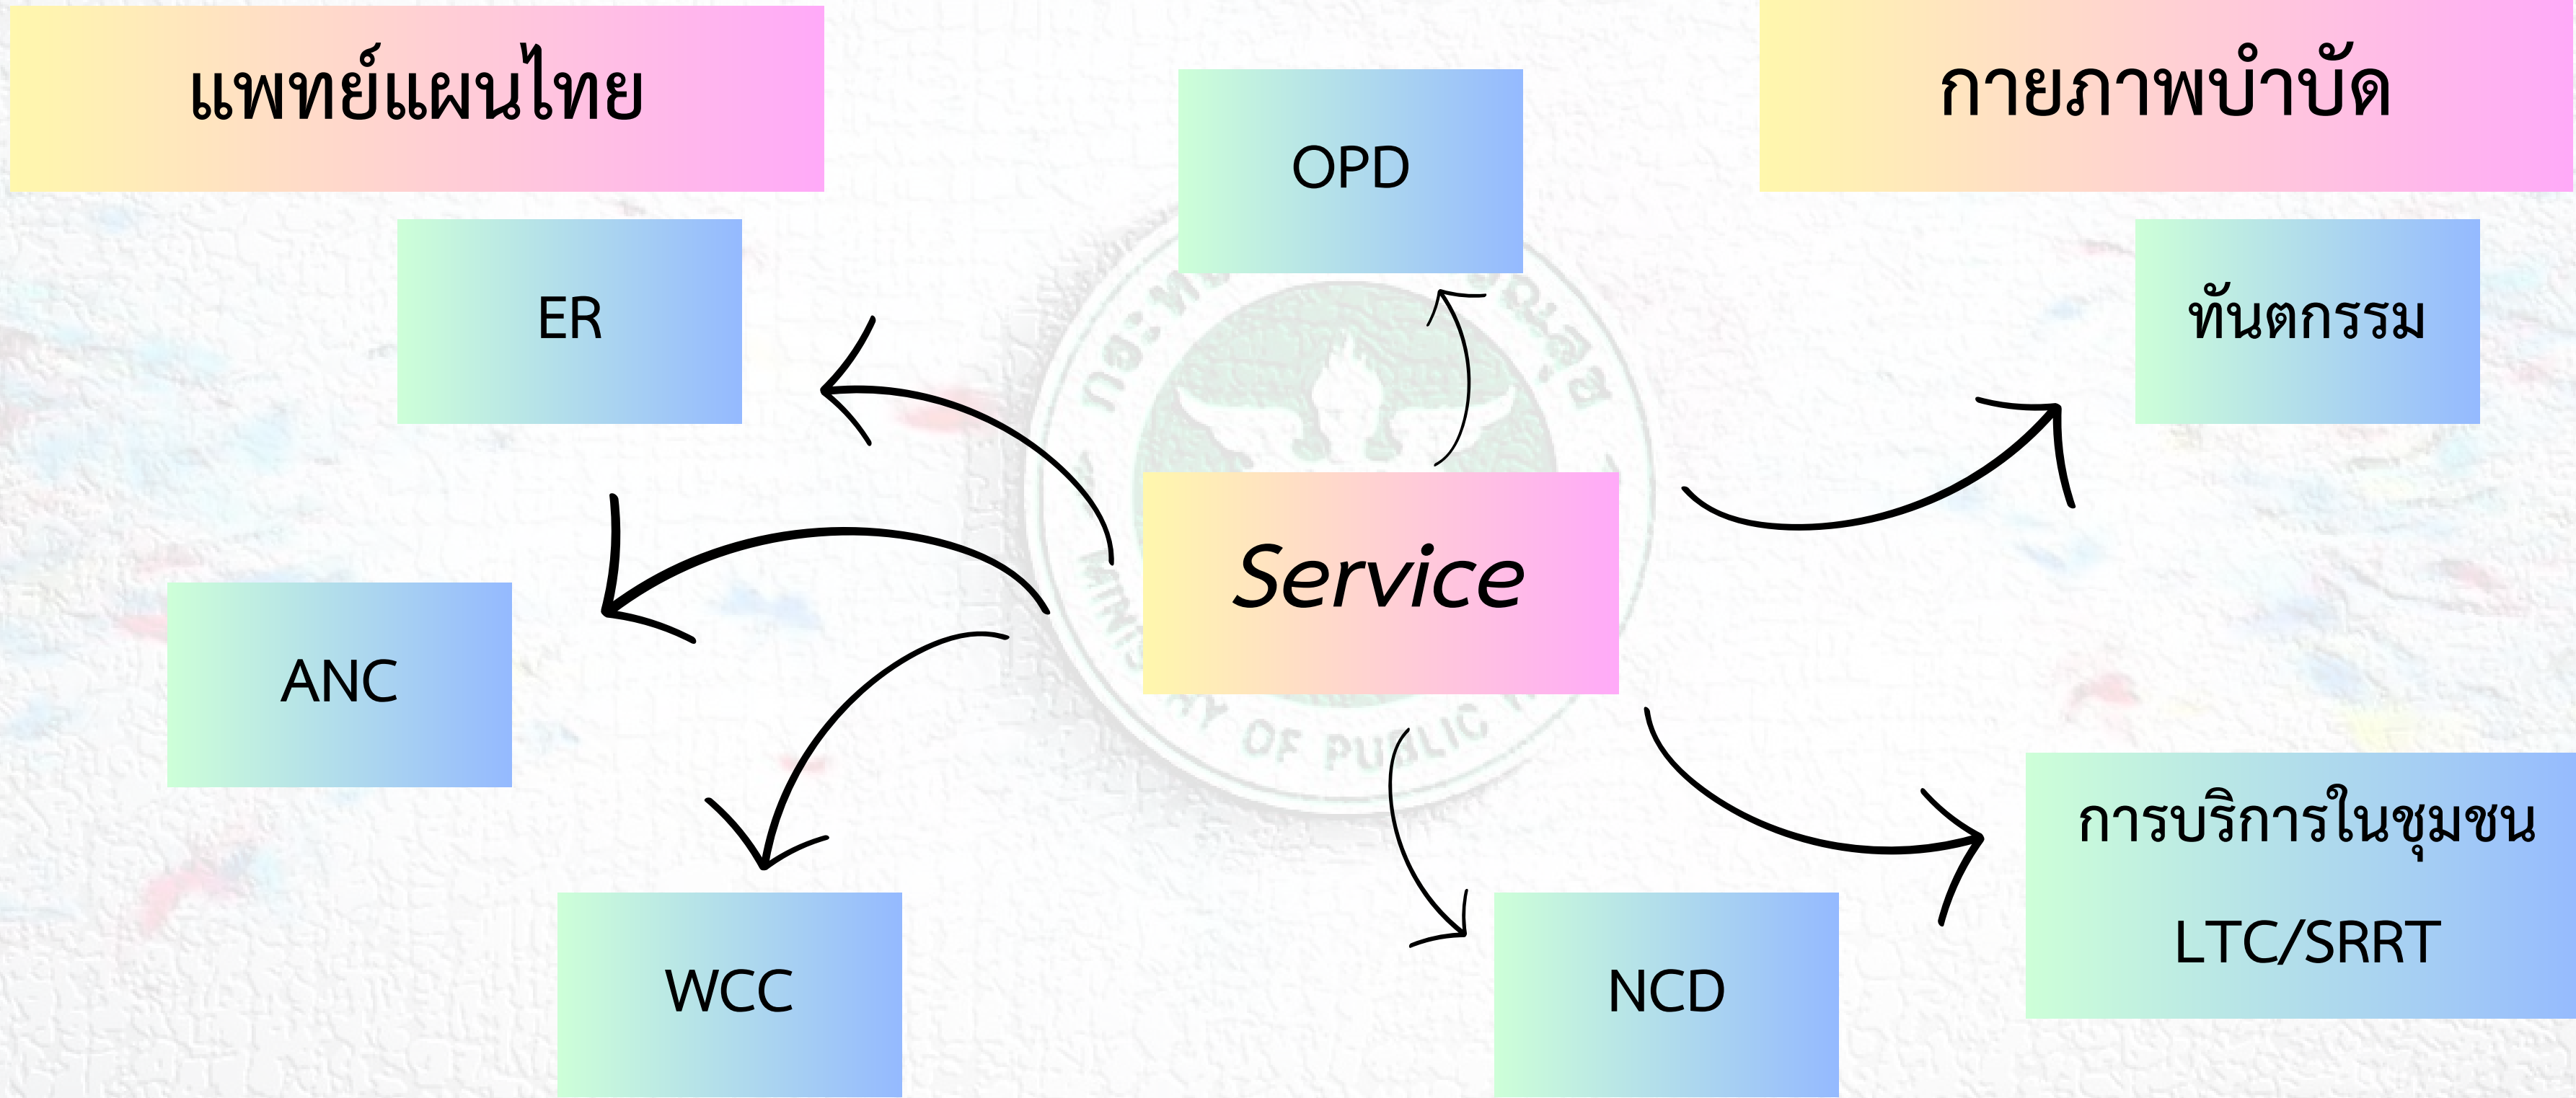 แพทย์แผนไทย
กายภาพบำบัด
OPD
ER
ทันตกรรม
Service
ANC
การบริการในชุมชน
LTC/SRRT
WCC
NCD
OF PUBLIC